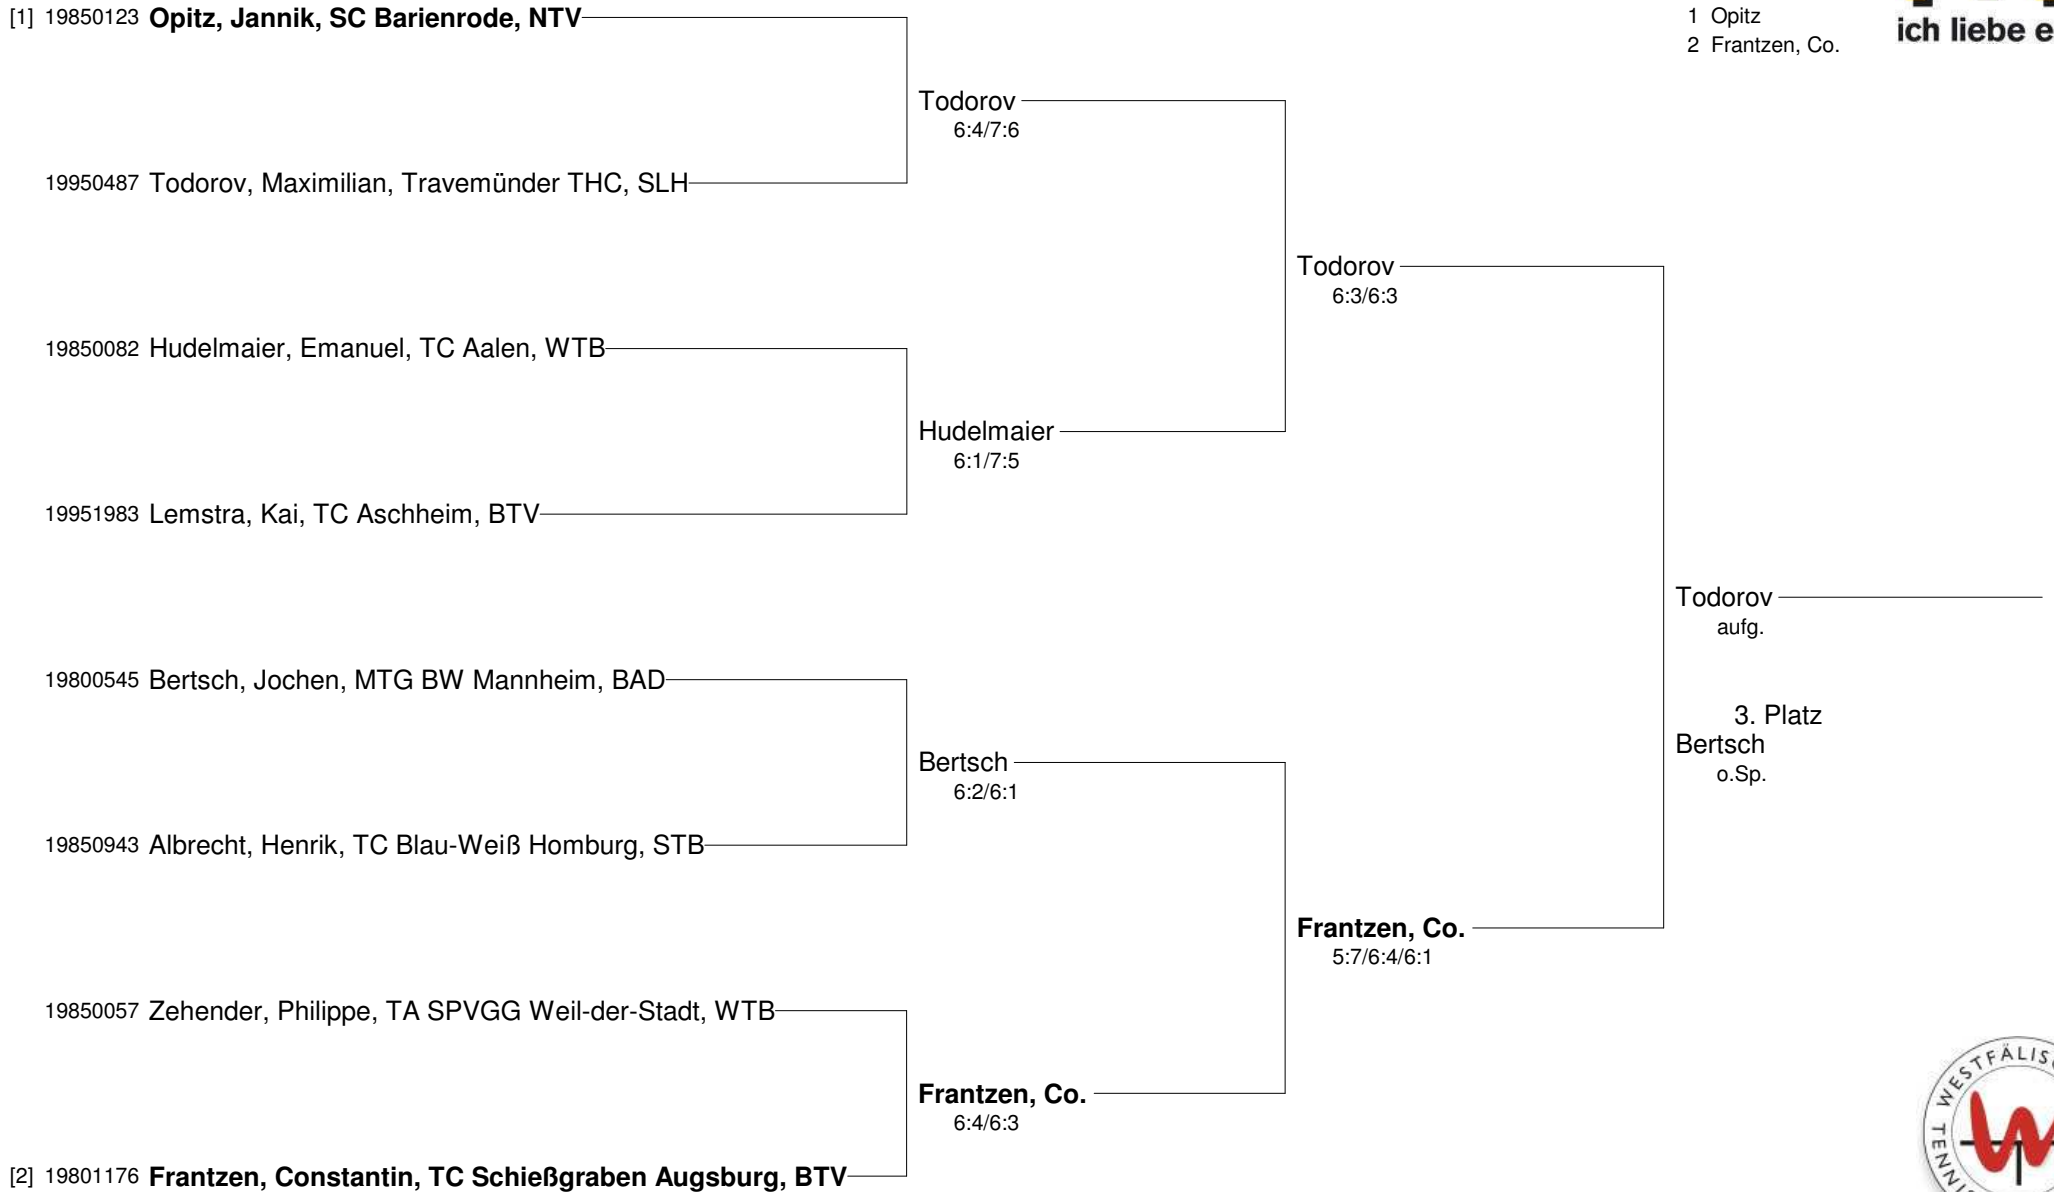 [1] 19850123 Opitz, Jannik, SC Barienrode, NTV
1 Opitz
2 Frantzen, Co.
ich liebe
Todorov
6:4/7:6
19950487 Todorov, Maximilian, Travemünder THC, SLH
Todorov
6:3/6:3
19850082 Hudelmaier, Emanuel, TC Aalen, WTB
Hudelmaier
6:1/7:5
19951983 Lemstra, Kai, TC Aschheim, BTV
Todorov
aufg.
19800545 Bertsch, Jochen, MTG BW Mannheim, BAD
3. Platz
Bertsch
o.Sp.
Bertsch
6:2/6:1
19850943 Albrecht, Henrik, TC Blau-Weiß Homburg, STB
Frantzen, Co.
5:7/6:4/6:1
19850057 Zehender, Philippe, TA SPVGG Weil-der-Stadt, WTB
Frantzen, Co.
6:4/6:3
[2] 19801176 Frantzen, Constantin, TC Schießgraben Augsburg, BTV